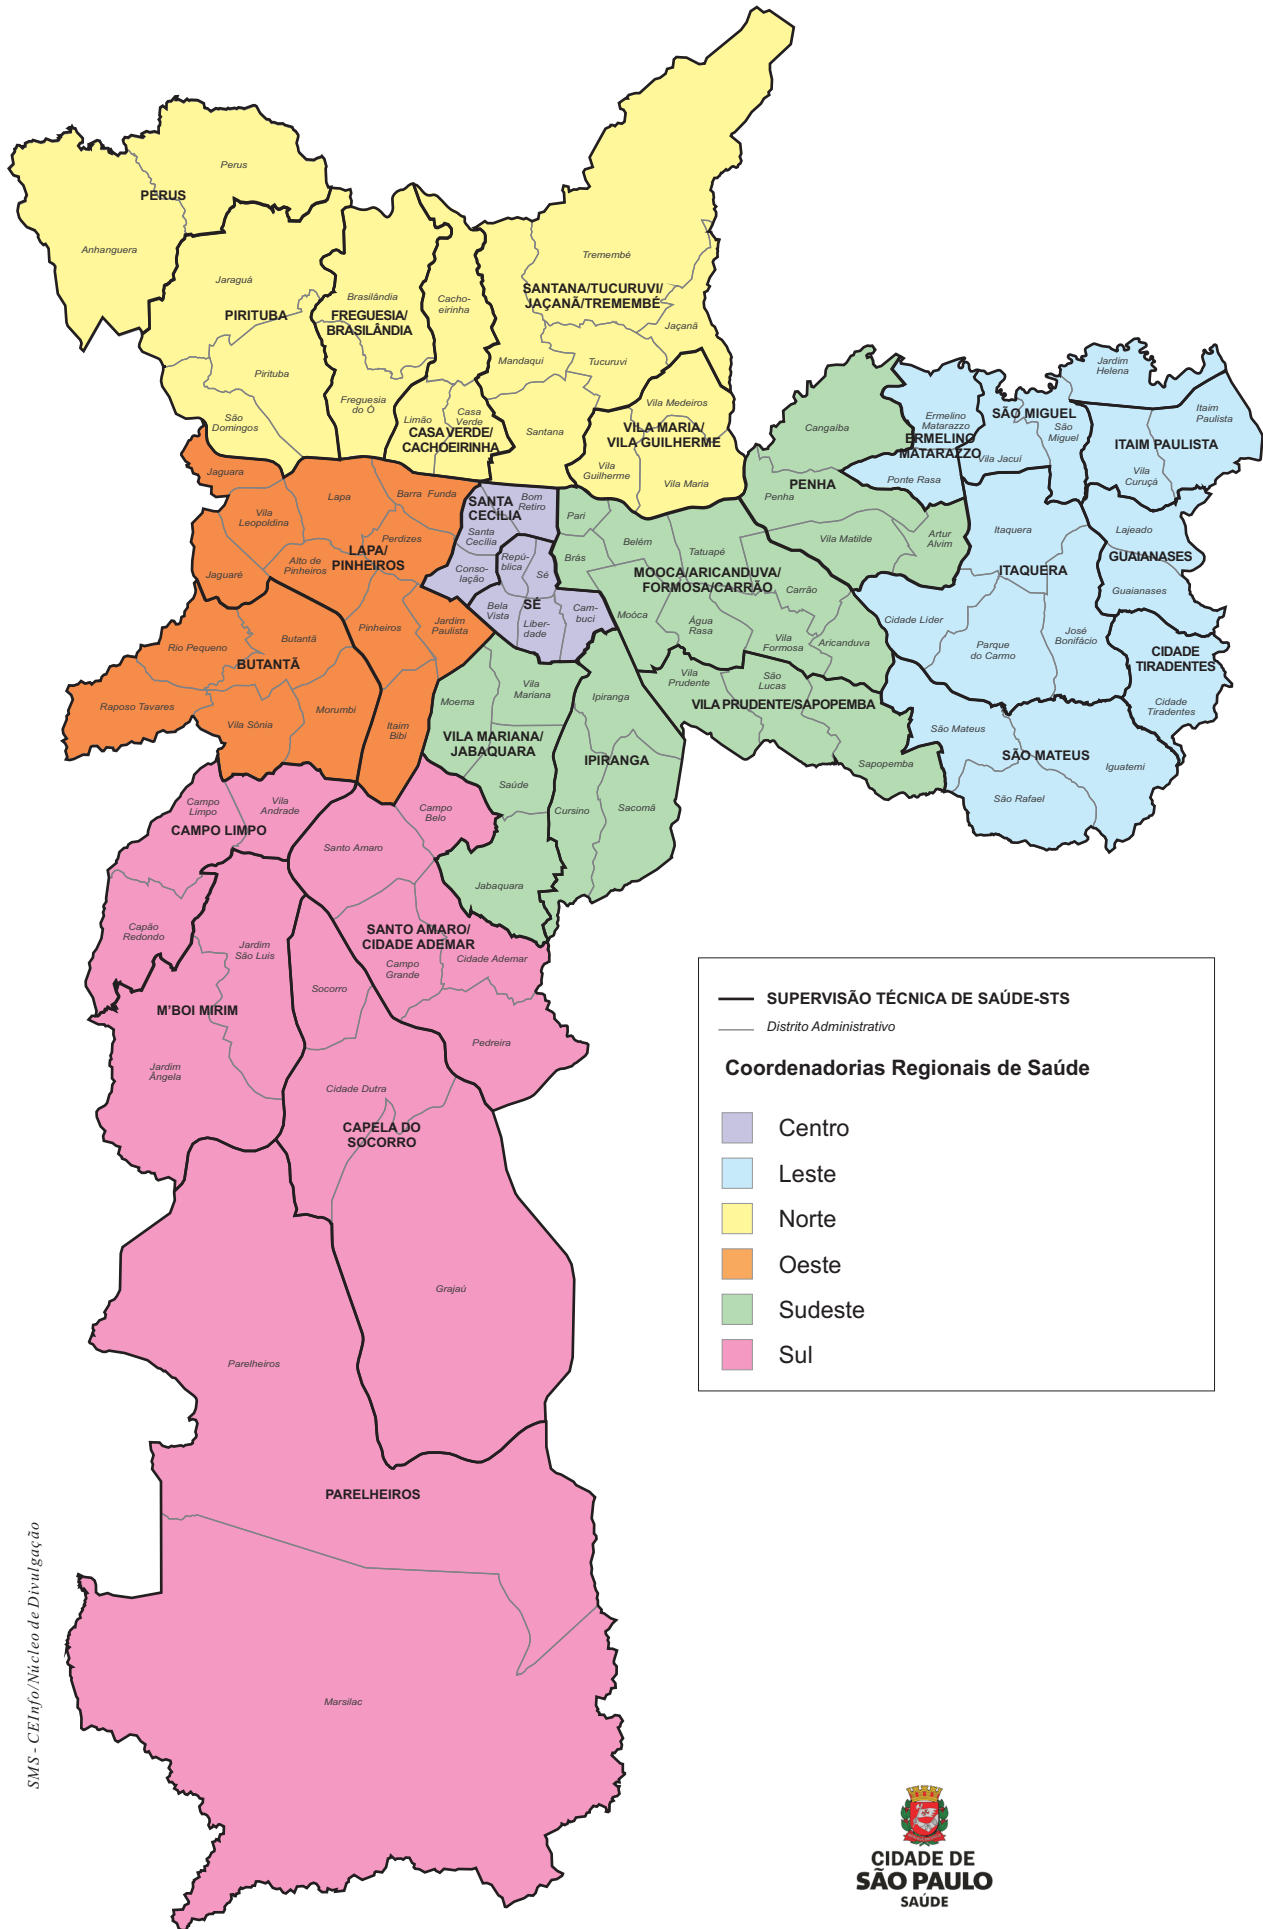 Perus
PERUS
Anhanguera
Jaraguá
PIRITUBA
Pirituba
São
Domingos
Brasilândia
FREGUESIA/
BRASILÂNDIA
Freguesia
do Ó
Cacho-
eirinha
Limão
Casa
Verde
CASA VERDE/
CACHOEIRINHA
Tremembé
SANTANA/TUCURUVI/
JAÇANÃ/TREMEMBÉ
Jaçanã
Mandaqui
Tucuruvi
Santana
Vila Medeiros
VILA MARIA/
VILA GUILHERME
Vila
Guilherme
Vila Maria
Cangaiba
PENHA
Penha
Vila Matilde
Artur
Alvim
Ermelino
Matarazzo
ERMELINO
MATARAZZO
Ponte Rasa
Jardim
Helena
SÃO MIGUEL
São
Miguel
Vila Jacuí
Itaim
Paulista
ITAIM PAULISTA
Vila
Curuçá
Itaquera
ITAQUERA
Cidade Lider
Parque
do Carmo
José
Bonifácio
Lajeado
GUAIANASES
Guaianases
CIDADE
TIRADENTES
Cidade
Tiradentes
São Mateus
SÃO MATEUS
Iguatemi
São Rafael
Jaguara
Vila
Leopoldina
Lapa
Barra Funda
Perdizes
LAPA/
PINHEIROS
Alto de
Pinheiros
Jaguaré
Pinheiros
Jardim
Paulista
Itaim
Bibi
Rio Pequeno
Butantã
BUTANTÃ
Raposo Tavares
Vila Sônia
Morumbi
SANTA
CECÍLIA
Bom
Retiro
Santa
Cecília
Conso-
lação
Repú-
blica
Sé
SÉ
Bela
Vista
Liber-
dade
Cam-
buci
Pari
Brás
Belém
Tatuapé
MOOCA/ARICANDUVA/
FORMOSA/CARRÃO
Carrão
Moóca
Água
Rasa
Vila
Formosa
Aricanduva
Vila
Prudente
São
Lucas
VILA PRUDENTE/SAPOPEMBA
Sapopemba
Moema
Vila
Mariana
VILA MARIANA/
JABAQUARA
Saúde
Jabaquara
Ipiranga
IPIRANGA
Cursino
Sacomã
Campo
Limpo
Vila
Andrade
CAMPO LIMPO
Capão
Redondo
Jardim
São Luis
M'BOI MIRIM
Jardim
Ângela
Campo
Belo
Santo Amaro
SANTO AMARO/
CIDADE ADEMAR
Campo
Grande
Cidade Ademar
Pedreira
Socorro
Cidade Dutra
CAPELA DO
SOCORRO
Grajaú
Parelheiros
PARELHEIROS
Marsilac
SUPERVISÃO TÉCNICA DE SAÚDE-STS
Distrito Administrativo
Coordenadorias Regionais de Saúde
Centro
Leste
Norte
Oeste
Sudeste
Sul
SMS - CEInfo/Núcleo de Divulgação
CIDADE DE
SÃO PAULO
SAÚDE